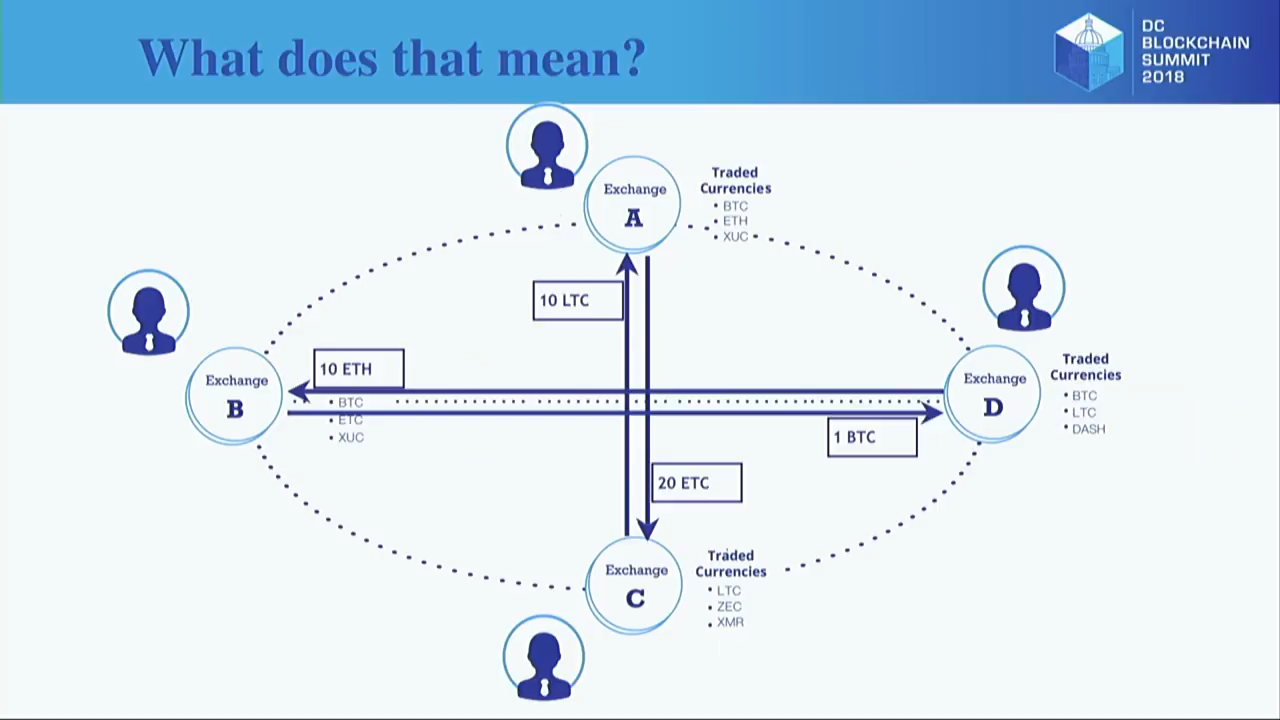 What does that mean?
DC
BLOCKCHAIN
SUMMIT
2018
Exchange
A
Traded
Currencies
• BTC
• ETH
• XUC
10 LTC
Exchange
B
10 ETH
• BTC
• ETC
• XUC
Exchange
D
Traded
Currencies
• BTC
• LTC
• DASH
1 BTC
20 ETC
Exchange
C
Traded
Currencies
• LTC
• ZEC
• XMR